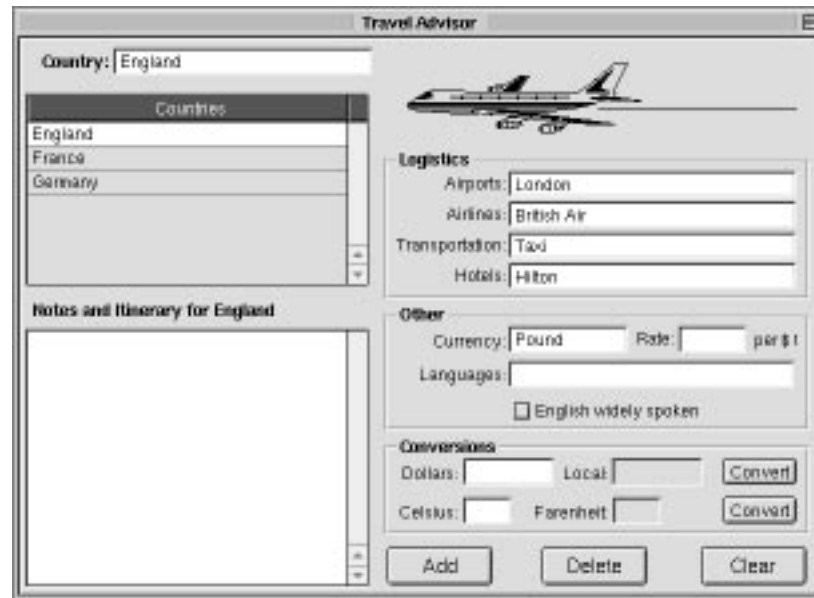 Travel Advisor
Country: England
Countries
England
France
Germany
Notes and Itinerary for England
Logistics
Airports: London
Airlines: British Air
Transportation: Taxi
Hotels: Hilton
Other
Currency: Pound Rate: per $1
Languages:
English widely spoken
Conversions
Dollars: Local: Convert
Celsius: Farenheit: Convert
Add Delete Clear